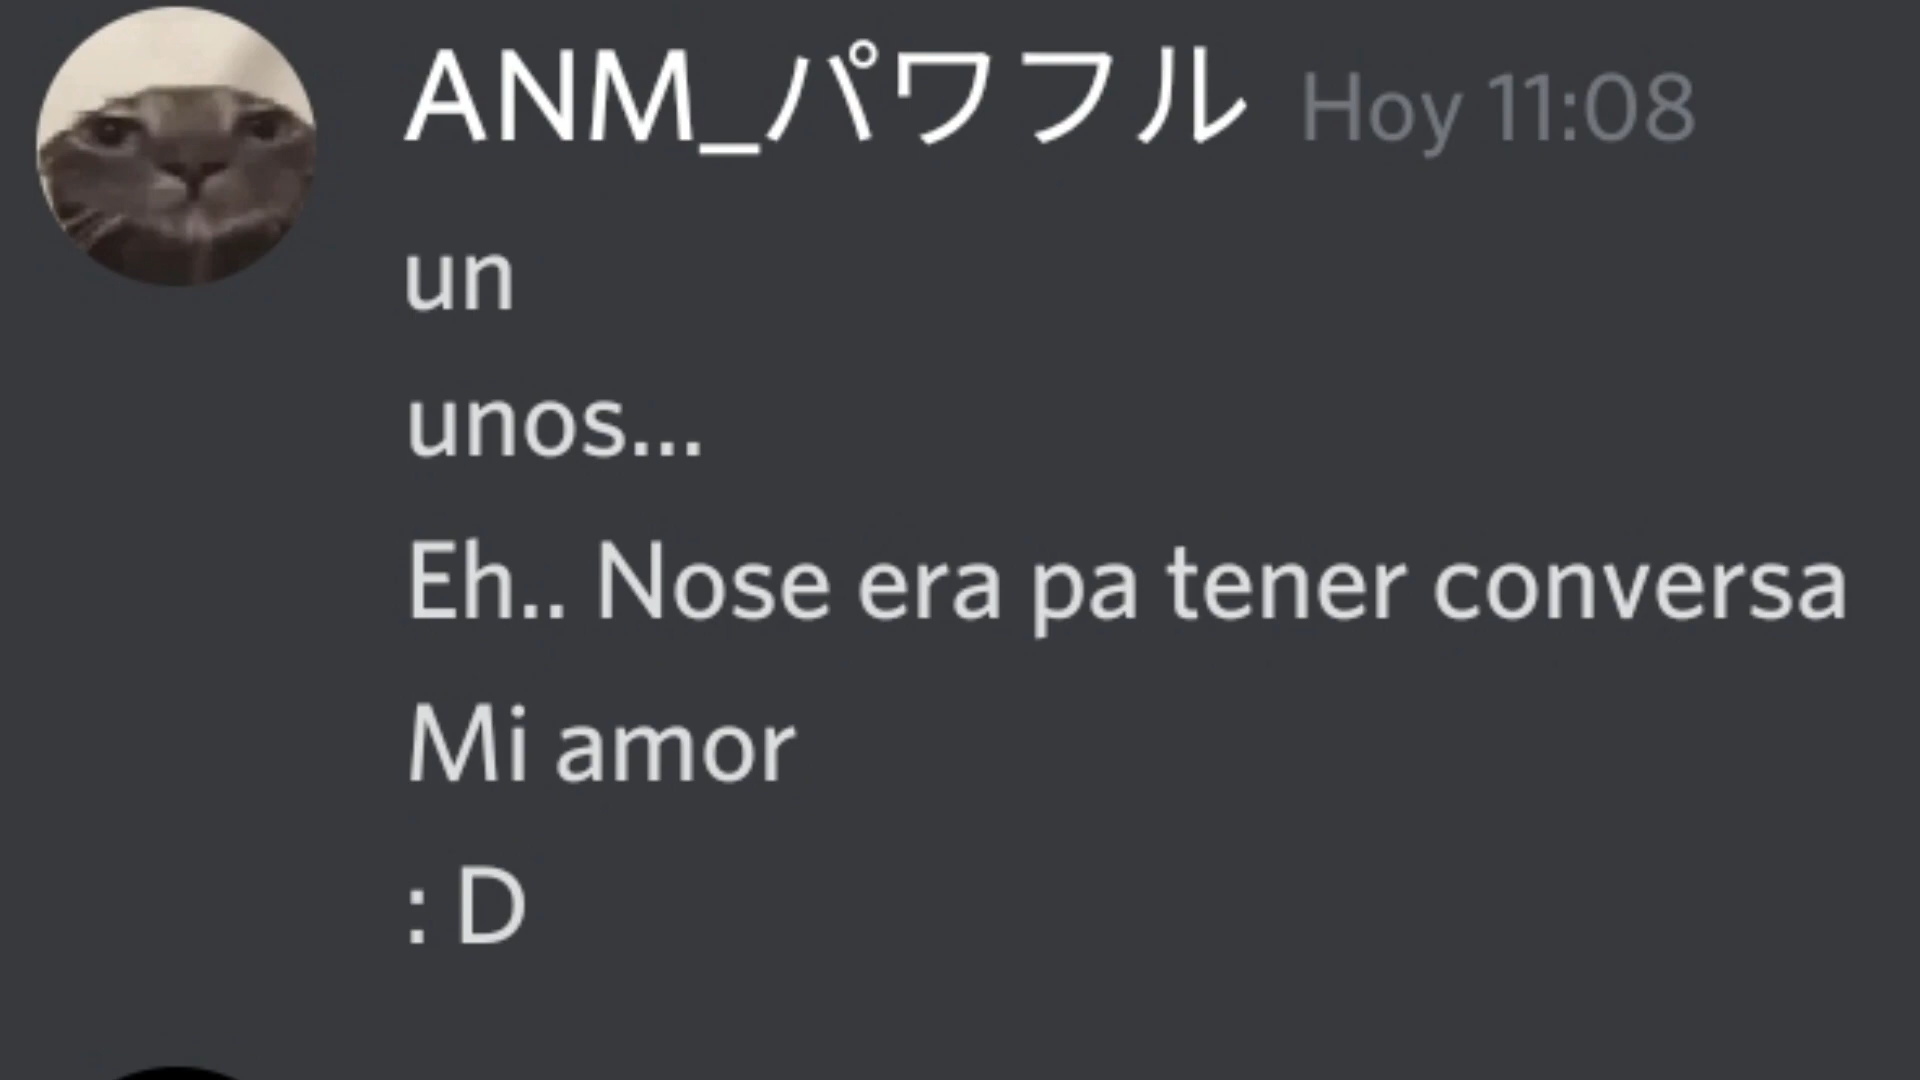 ANM_パワフル Hoy 11:08
un
unos...
Eh.. Nose era pa tener conversa
Mi amor
: D